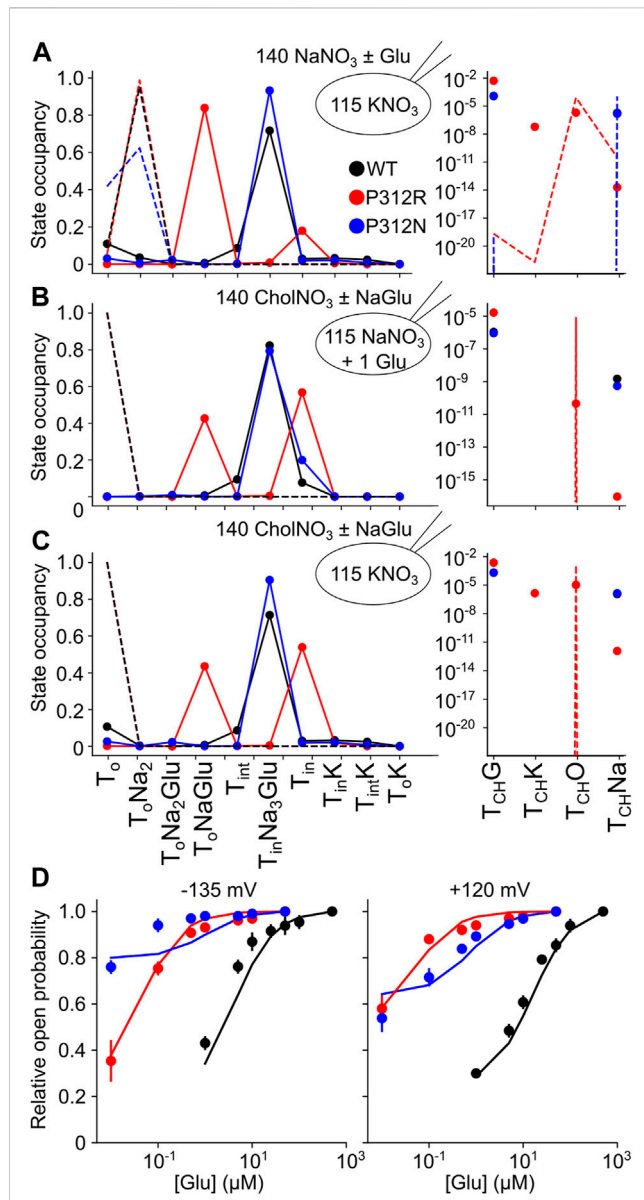 A
140 NaNO3 ± Glu
115 KNO3
State occupancy
1.0
0.8
0.6
0.4
0.2
0
WT
P312R
P312N
10-2
10-5
10-8
10-11
10-14
10-17
10-20
B
140 CholNO3 ± NaGlu
115 NaNO3
+ 1 Glu
State occupancy
1.0
0.8
0.6
0.4
0.2
0
10-5
10-7
10-9
10-11
10-13
10-15
C
140 CholNO3 ± NaGlu
115 KNO3
State occupancy
1.0
0.8
0.6
0.4
0.2
0
10-2
10-5
10-8
10-11
10-14
10-17
10-20
To
ToNa2
ToNa2Glu
ToNaGlu
Tint
TinNa3Glu
Tin
TinK
TintK
ToK
TCHG
TCHK
TCHO
TCHNa
D
-135 mV
+120 mV
Relative open probability
1.0
0.8
0.6
0.4
0.2
0
10-1
101
103
10-1
101
103
[Glu] (µM)
[Glu] (µM)